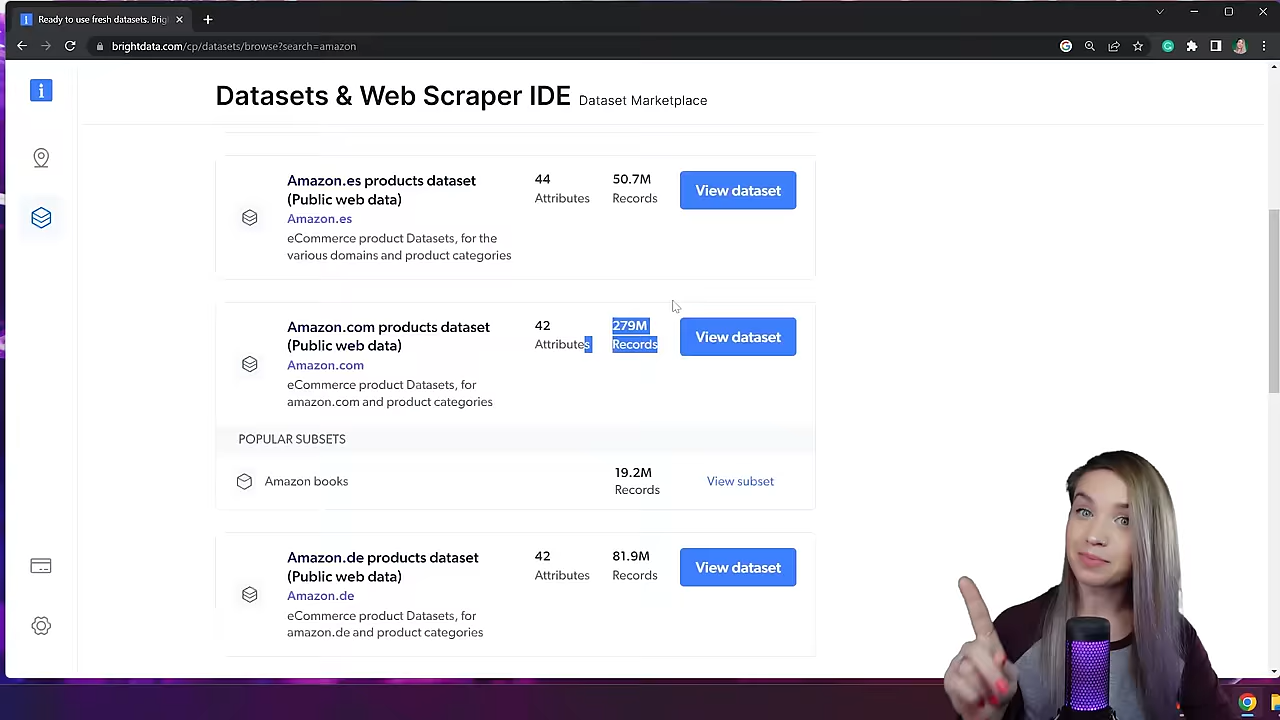 Ready to use fresh datasets. Brig
brightdata.com/cp/datasets/browse?search=amazon
Datasets & Web Scraper IDE Dataset Marketplace
Amazon.es products dataset
(Public web data)
Amazon.es
eCommerce product Datasets, for the
various domains and product categories
44
Attributes
50.7M
Records
View dataset
Amazon.com products dataset
(Public web data)
Amazon.com
eCommerce product Datasets, for
amazon.com and product categories
42
Attributes
279M
Records
View dataset
POPULAR SUBSETS
Amazon books
19.2M
Records
View subset
Amazon.de products dataset
(Public web data)
Amazon.de
eCommerce product Datasets, for
amazon.de and product categories
42
Attributes
81.9M
Records
View dataset